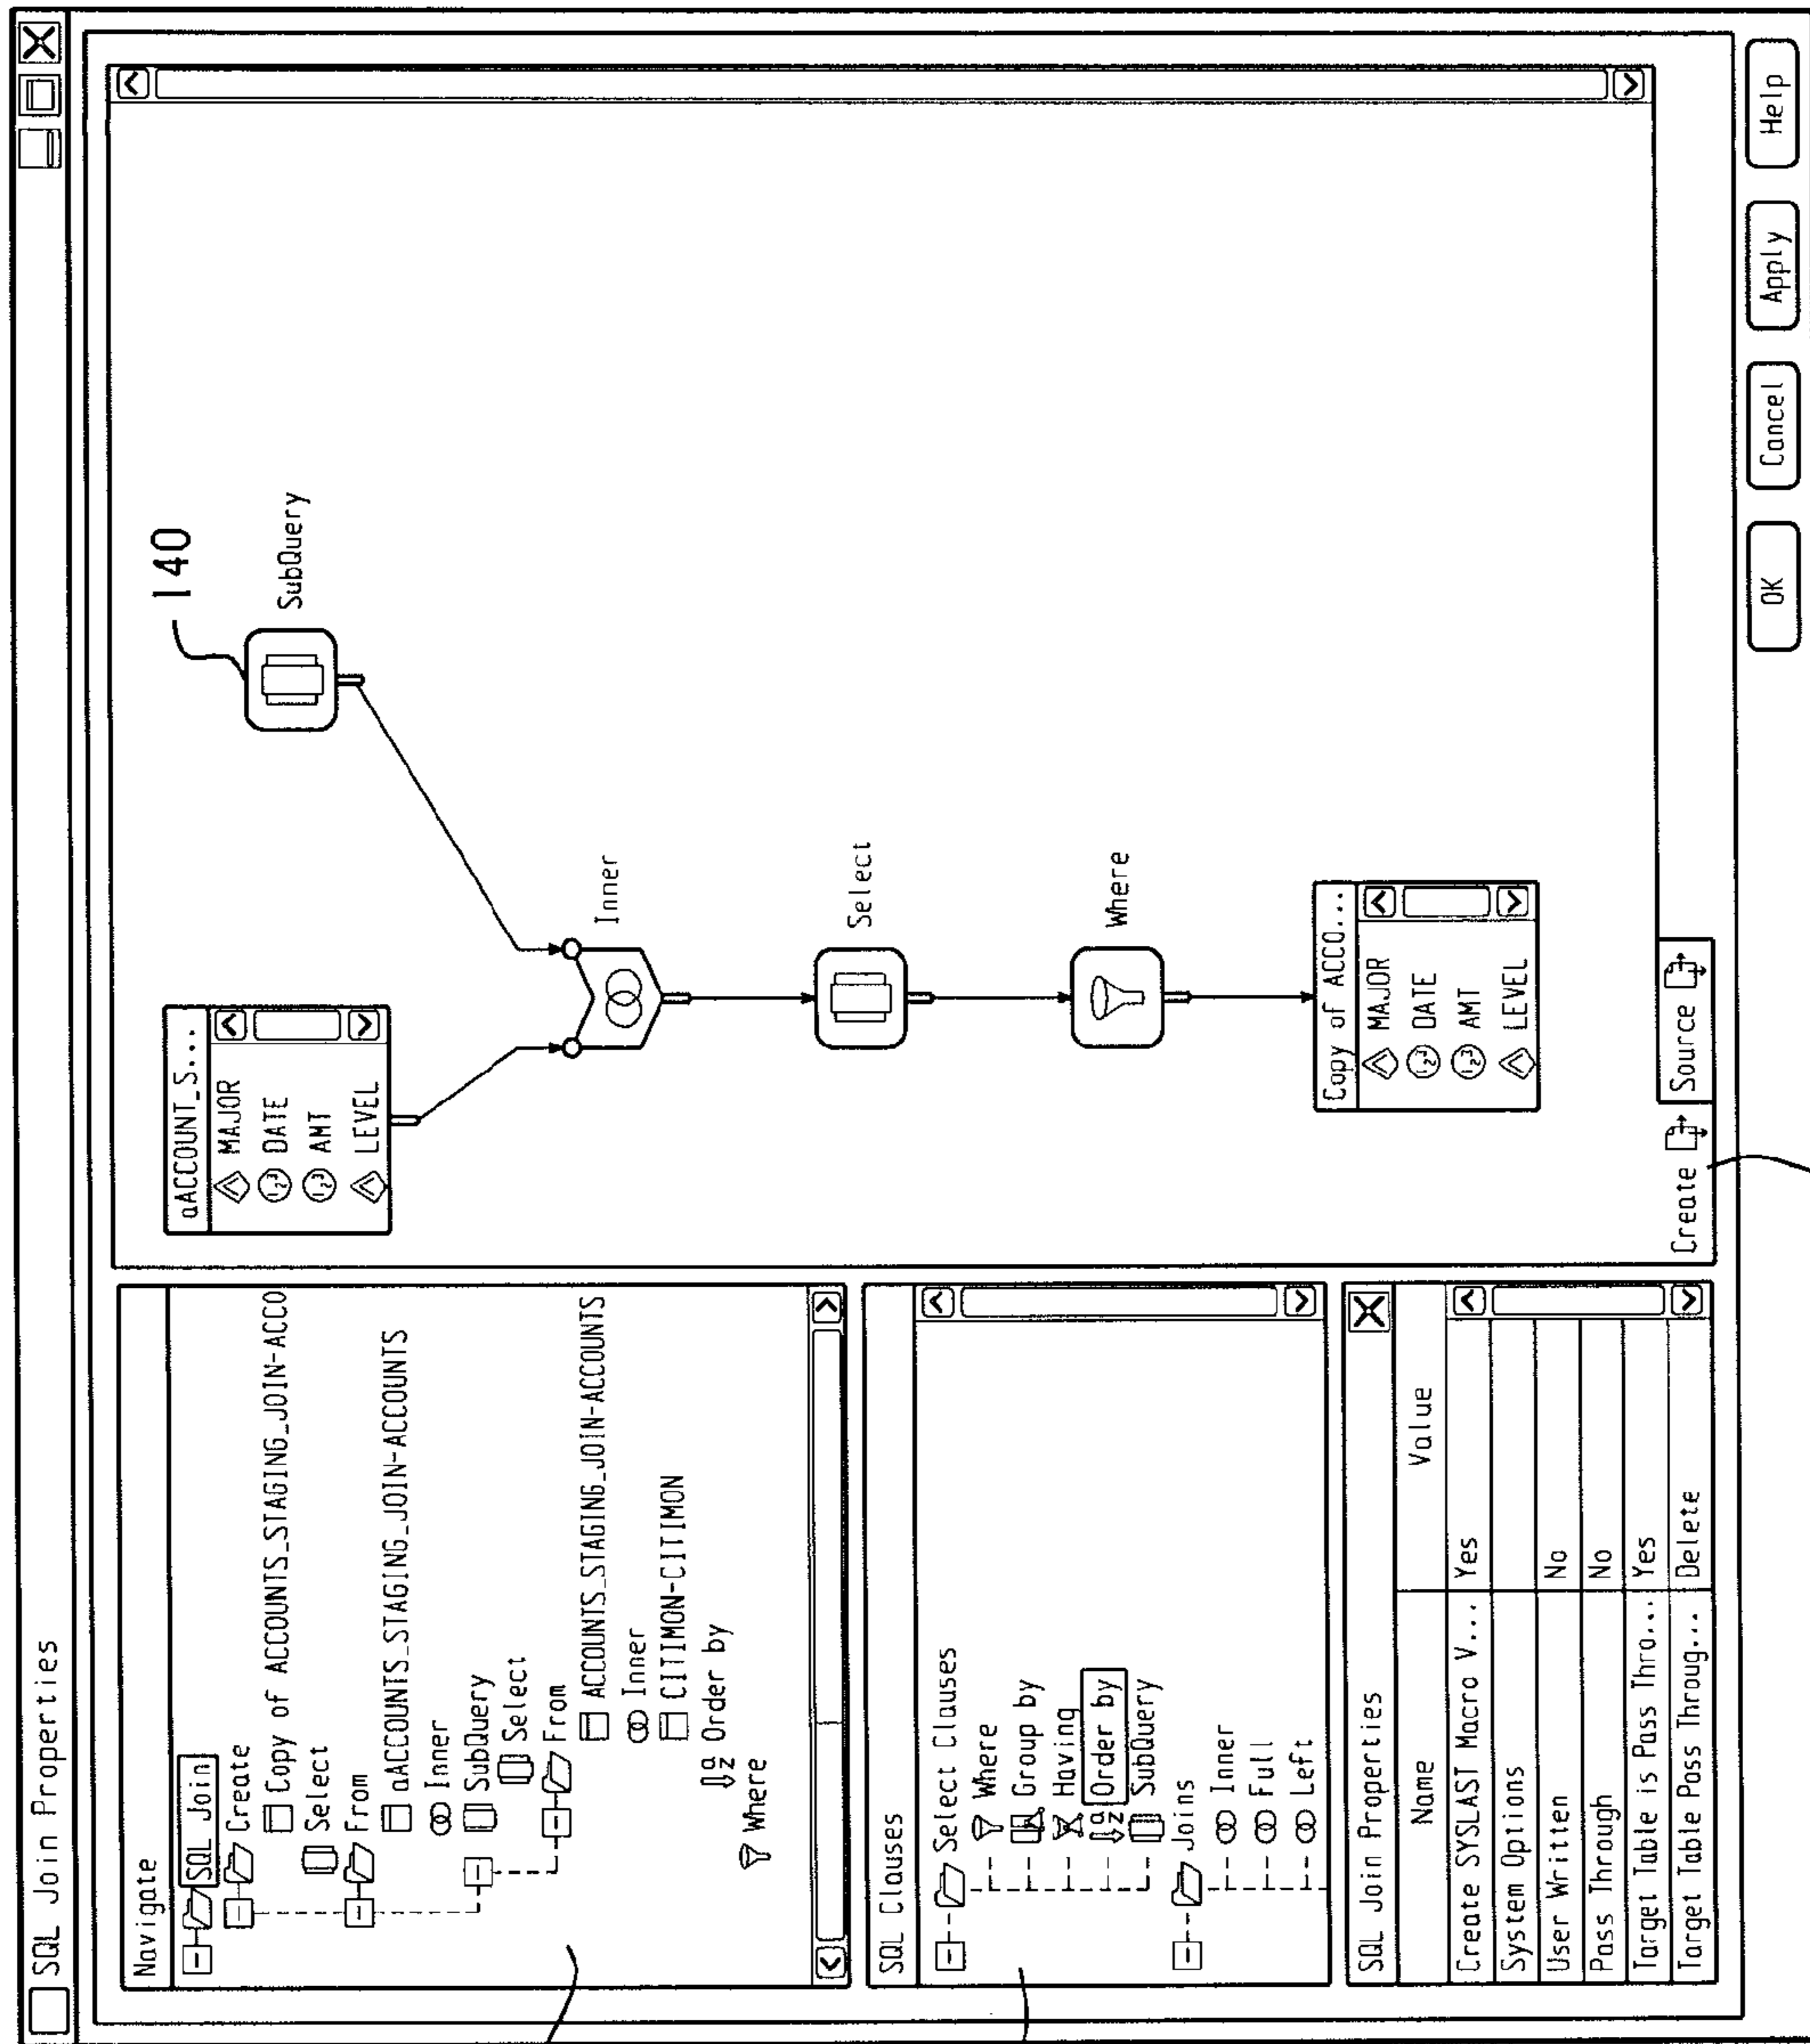 SQL Join Properties
Navigate
SQL Join
Create
Copy of ACCOUNTS_STAGING_JOIN-ACCO
Select
From
aACCOUNTS_STAGING_JOIN-ACCOUNTS
Inner
SubQuery
Select
From
ACCOUNTS_STAGING_JOIN-ACCOUNTS
Inner
CITIMON-CITIMON
Order by
Where
SQL Clauses
Select Clauses
Where
Group by
Having
Order by
SubQuery
Joins
Inner
Full
Left
SQL Join Properties
Name Value
Create SYSLAST Macro V... Yes
System Options
User Written No
Pass Through No
Target Table is Pass Thro... Yes
Target Table Pass Throug... Delete
aACCOUNT_S...
MAJOR
DATE
AMT
LEVEL
140
SubQuery
Inner
Select
Where
Copy of ACCO...
MAJOR
DATE
AMT
LEVEL
Create Source
OK Cancel Apply Help